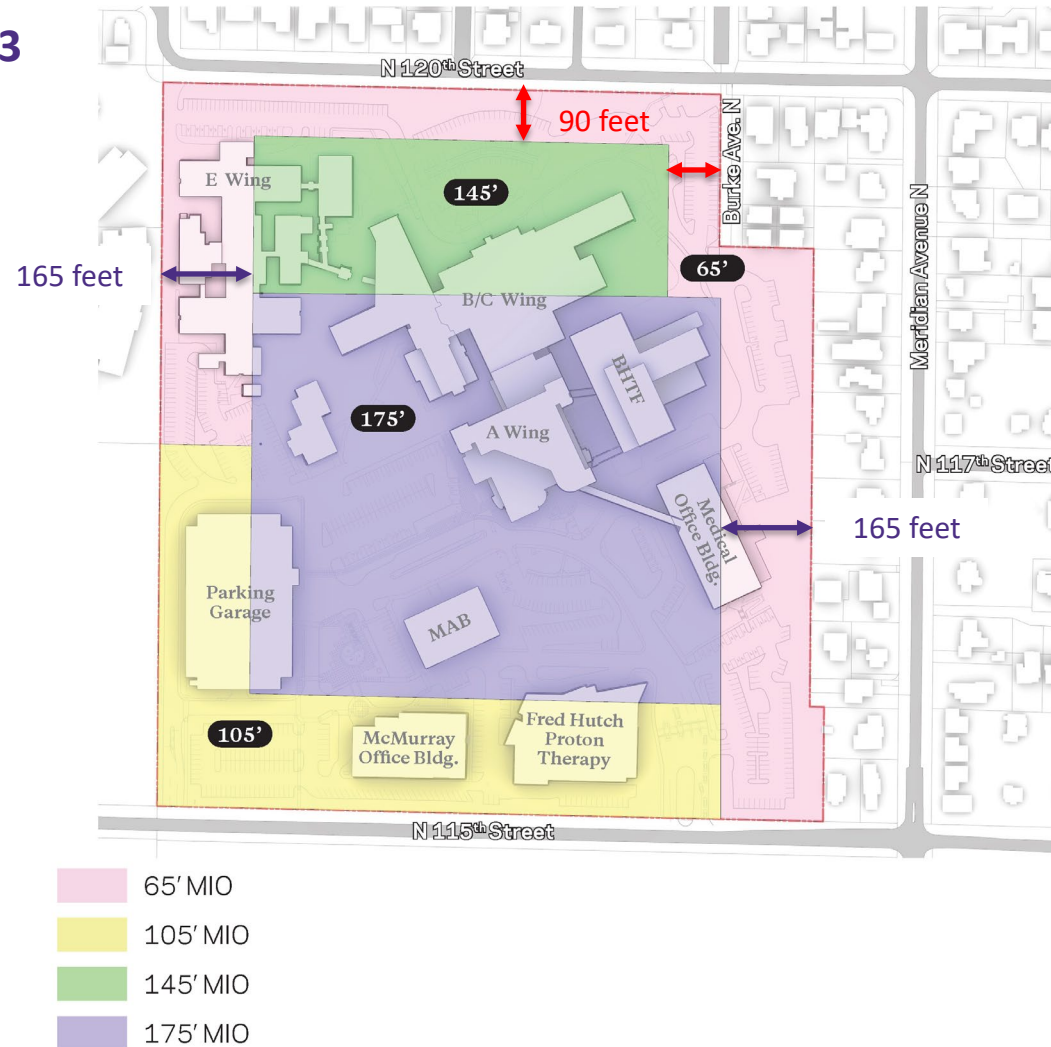 3
N 120th Street
90 feet
Burke Ave. N
E Wing
145'
Meridian Avenue N
165 feet
65'
B/C Wing
BHTF
175'
A Wing
N 117th Street
Medical
Office Bldg.
165 feet
Parking
Garage
MAB
105'
McMurray
Office Bldg.
Fred Hutch
Proton
Therapy
N 115th Street
65' MIO
105' MIO
145' MIO
175' MIO